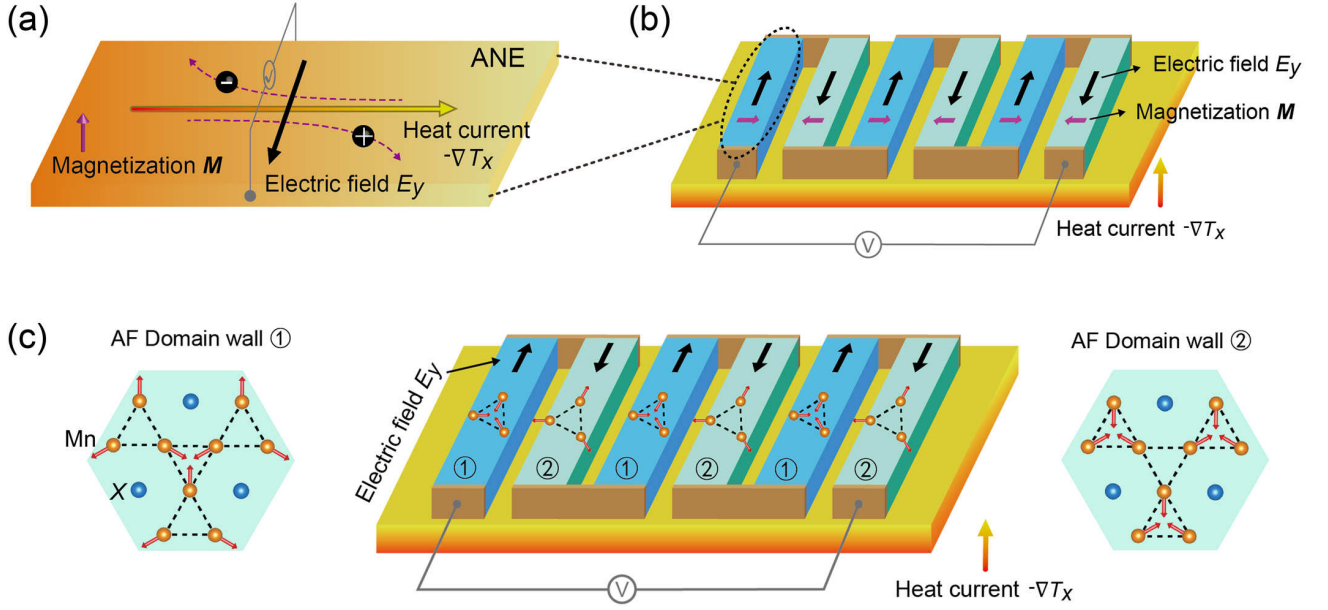 (a)
ANE
Magnetization M
Heat current
-∇Tx
Electric field Ey
(b)
Electric field Ey
Magnetization M
Heat current -∇Tx
V
(c)
AF Domain wall ①
Mn
X
Electric field Ey
① ② ① ② ① ②
V
Heat current -∇Tx
AF Domain wall ②